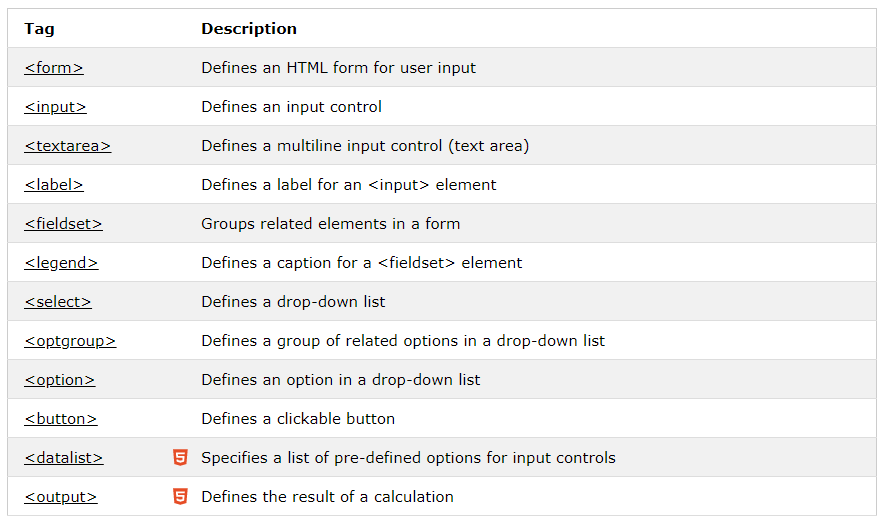 Tag Description
<form> Defines an HTML form for user input
<input> Defines an input control
<textarea> Defines a multiline input control (text area)
<label> Defines a label for an <input> element
<fieldset> Groups related elements in a form
<legend> Defines a caption for a <fieldset> element
<select> Defines a drop-down list
<optgroup> Defines a group of related options in a drop-down list
<option> Defines an option in a drop-down list
<button> Defines a clickable button
<datalist> 5 Specifies a list of pre-defined options for input controls
<output> 5 Defines the result of a calculation